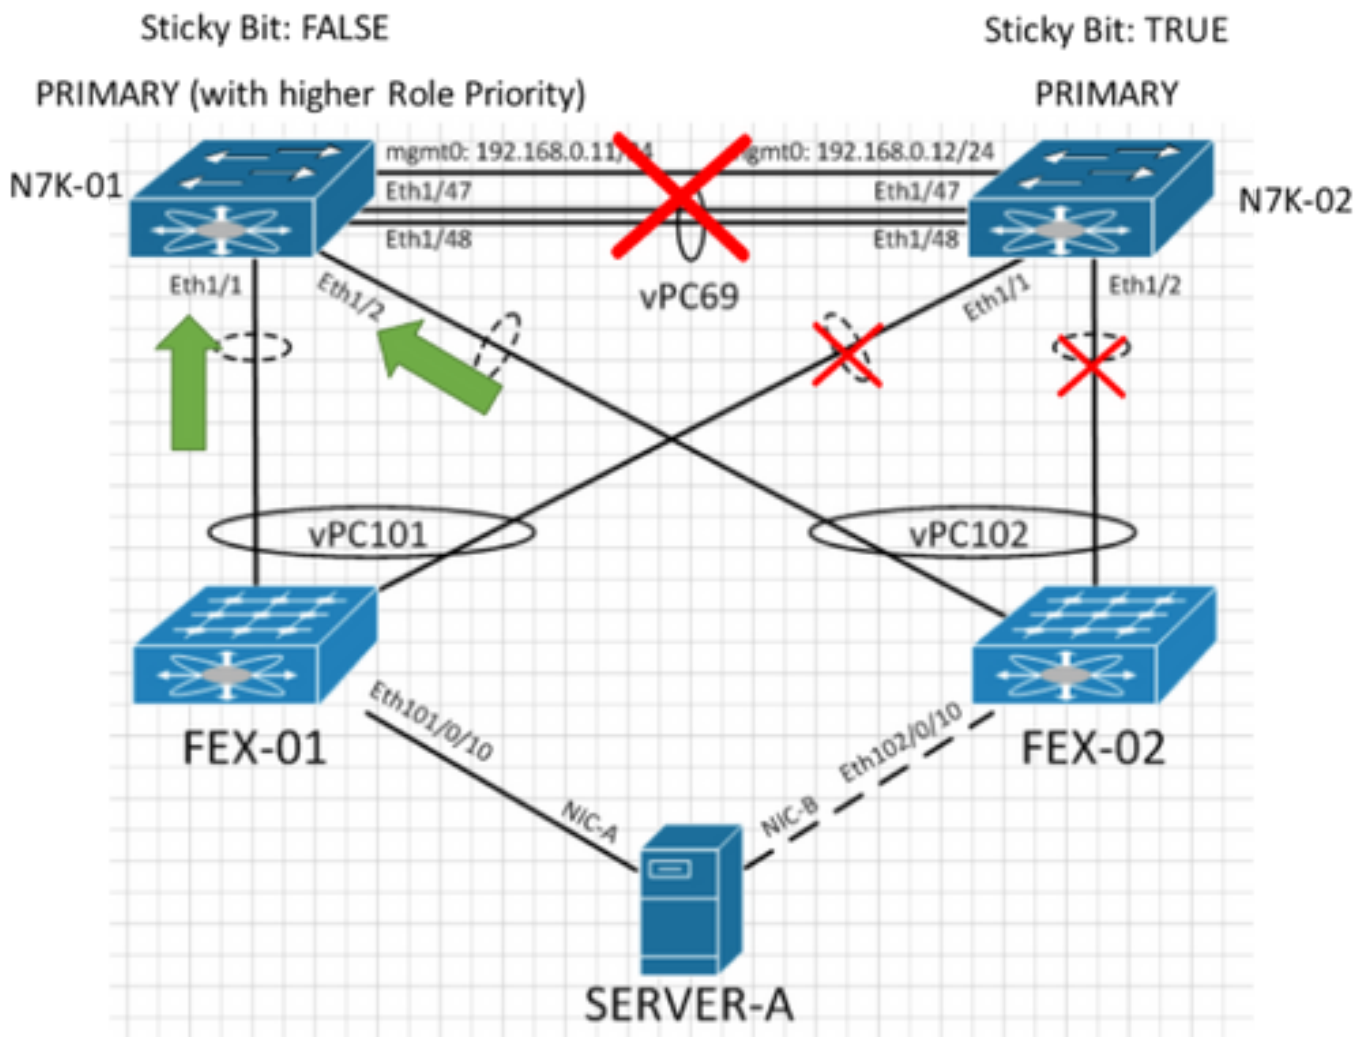 Sticky Bit: FALSE
Sticky Bit: TRUE
PRIMARY (with higher Role Priority)
PRIMARY
mgmt0: 192.168.0.11/24
mgmt0: 192.168.0.12/24
N7K-01
Eth1/47
Eth1/47
N7K-02
Eth1/48
Eth1/48
Eth1/1
Eth1/2
vPC69
Eth1/1
Eth1/2
vPC101
vPC102
Eth101/0/10
Eth102/0/10
FEX-01
FEX-02
NIC-A
NIC-B
SERVER-A